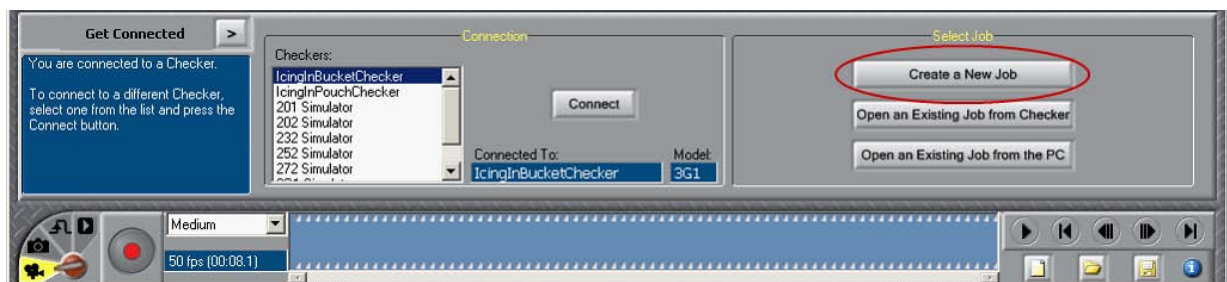 Get Connected
>
You are connected to a Checker.
To connect to a different Checker,
select one from the list and press the
Connect button.
Connection
Checkers:
IcingInBucketChecker
IcingInPouchChecker
201 Simulator
202 Simulator
232 Simulator
252 Simulator
272 Simulator
Connect
Connected To:
Model:
IcingInBucketChecker
3G1
Select Job
Create a New Job
Open an Existing Job from Checker
Open an Existing Job from the PC
Medium
50 fps (00:08.1)